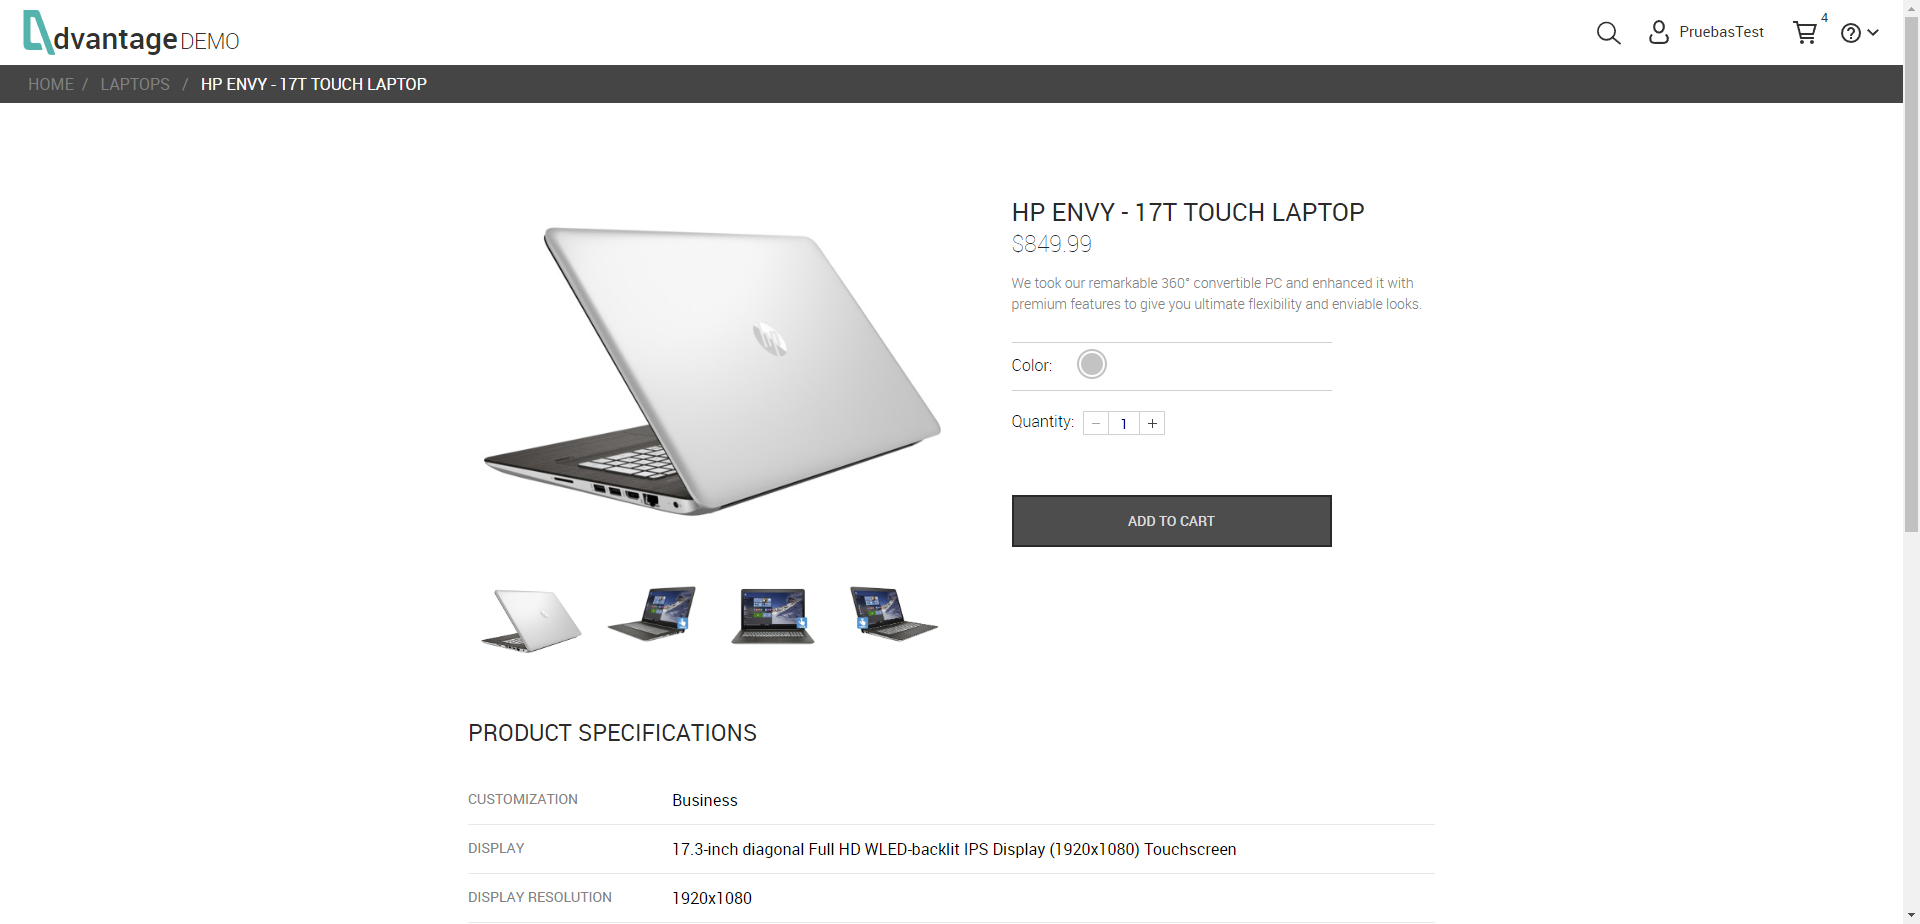 dvantage DEMO
PruebasTest
4
HOME / LAPTOPS / HP ENVY - 17T TOUCH LAPTOP
HP ENVY - 17T TOUCH LAPTOP
$849.99
We took our remarkable 360° convertible PC and enhanced it with
premium features to give you ultimate flexibility and enviable looks.
Color:
Quantity: − 1 +
ADD TO CART
PRODUCT SPECIFICATIONS
CUSTOMIZATION Business
DISPLAY 17.3-inch diagonal Full HD WLED-backlit IPS Display (1920x1080) Touchscreen
DISPLAY RESOLUTION 1920x1080